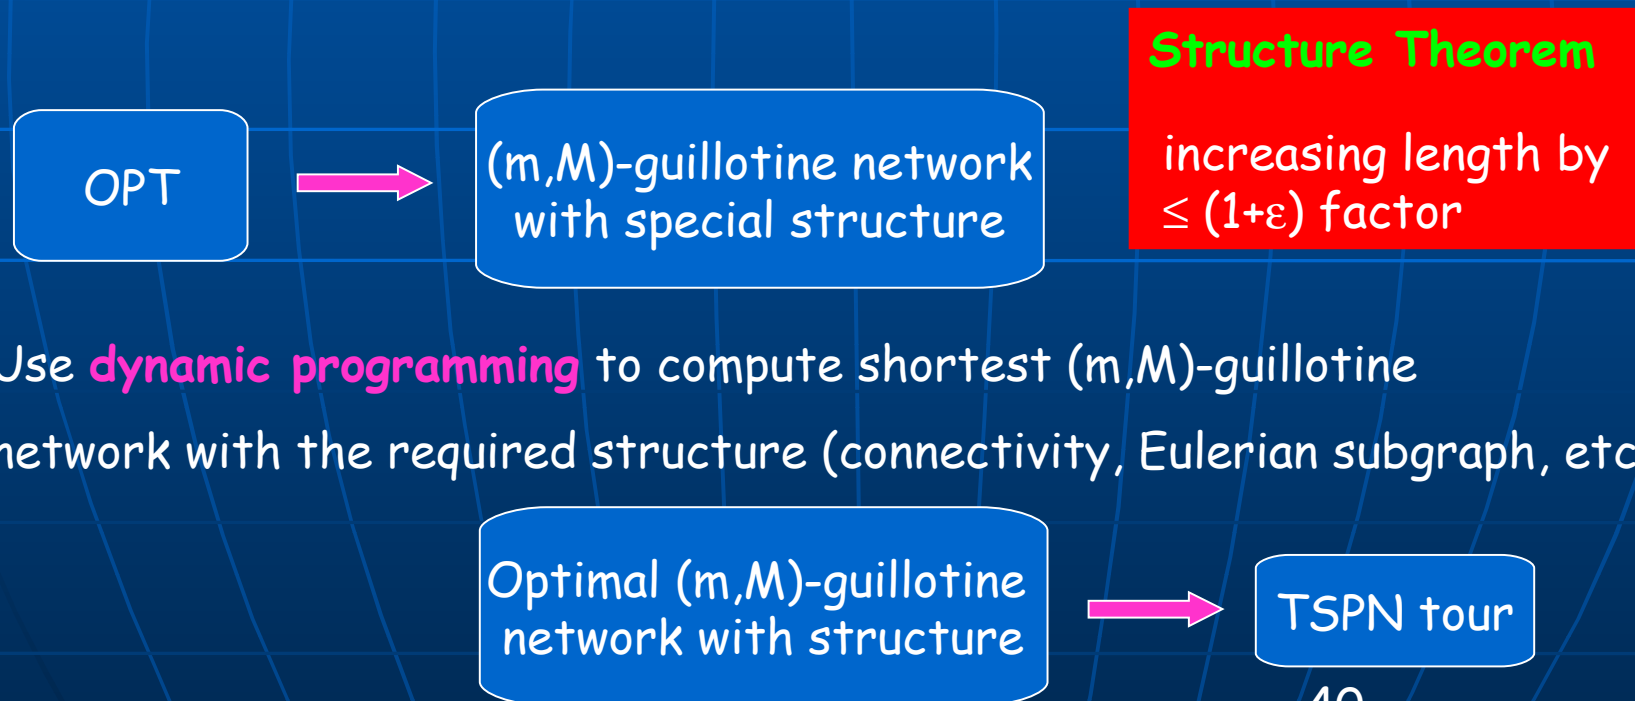 Structure Theorem
increasing length by
≤ (1+ε) factor
OPT
(m,M)-guillotine network
with special structure
Use dynamic programming to compute shortest (m,M)-guillotine
network with the required structure (connectivity, Eulerian subgraph, etc
Optimal (m,M)-guillotine
network with structure
TSPN tour
40